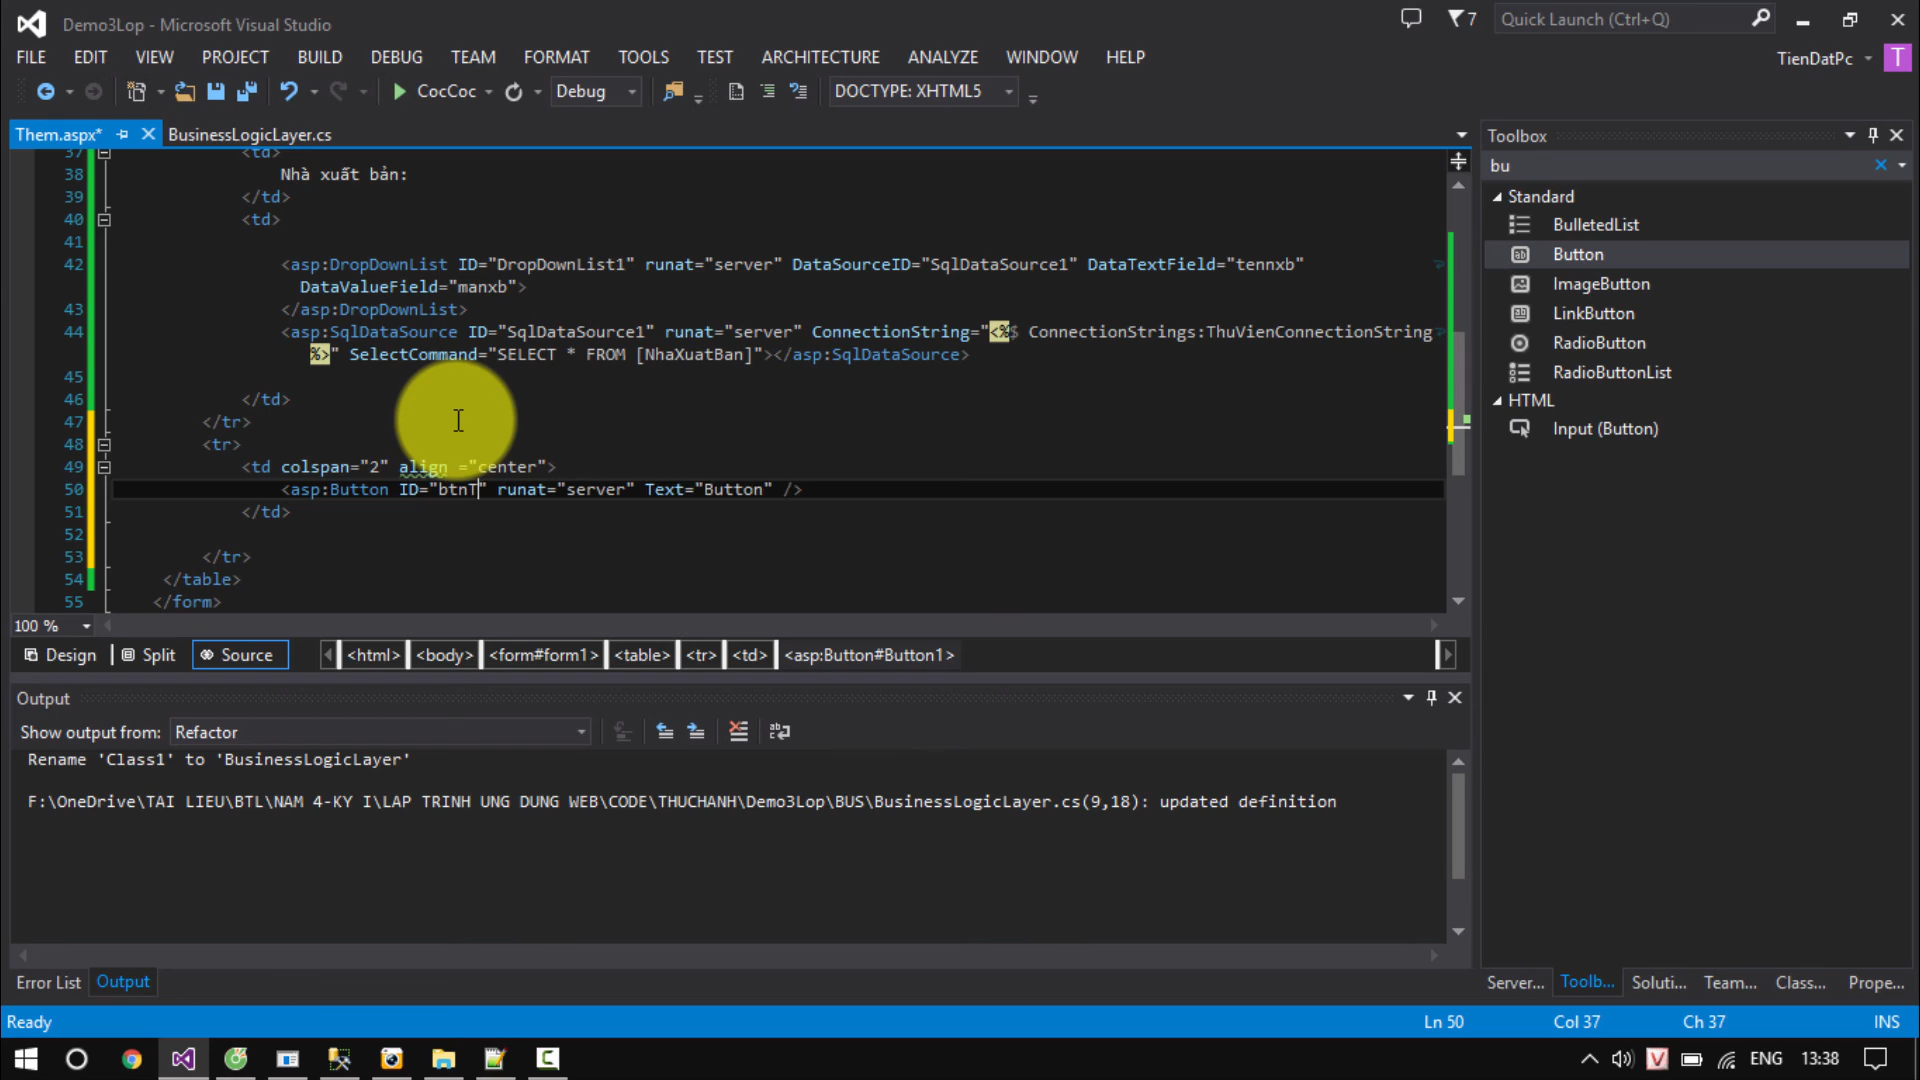 Demo3Lop - Microsoft Visual Studio
7
Quick Launch (Ctrl+Q)
FILE EDIT VIEW PROJECT BUILD DEBUG TEAM FORMAT TOOLS TEST ARCHITECTURE ANALYZE WINDOW HELP
TienDatPc T
CocCoc Debug DOCTYPE: XHTML5
Them.aspx* BusinessLogicLayer.cs
37 <td>
38 Nhà xuất bản:
39 </td>
40 <td>
41
42 <asp:DropDownList ID="DropDownList1" runat="server" DataSourceID="SqlDataSource1" DataTextField="tennxb"
DataValueField="manxb">
43 </asp:DropDownList>
44 <asp:SqlDataSource ID="SqlDataSource1" runat="server" ConnectionString="<%$ ConnectionStrings:ThuVienConnectionString
%>" SelectCommand="SELECT * FROM [NhaXuatBan]"></asp:SqlDataSource>
45
46 </td>
47 </tr>
48 <tr>
49 <td colspan="2" align ="center">
50 <asp:Button ID="btnT" runat="server" Text="Button" />
51 </td>
52
53 </tr>
54 </table>
55 </form>
100 %
Design Split Source <html> <body> <form#form1> <table> <tr> <td> <asp:Button#Button1>
Output
Show output from: Refactor
Rename 'Class1' to 'BusinessLogicLayer'
F:\OneDrive\TAI LIEU\BTL\NAM 4-KY I\LAP TRINH UNG DUNG WEB\CODE\THUCHANH\Demo3Lop\BUS\BusinessLogicLayer.cs(9,18): updated definition
Error List Output
Toolbox
bu
Standard
BulletedList
Button
ImageButton
LinkButton
RadioButton
RadioButtonList
HTML
Input (Button)
Server... Toolb... Soluti... Team... Class... Prope...
Ready Ln 50 Col 37 Ch 37 INS
V ENG 13:38